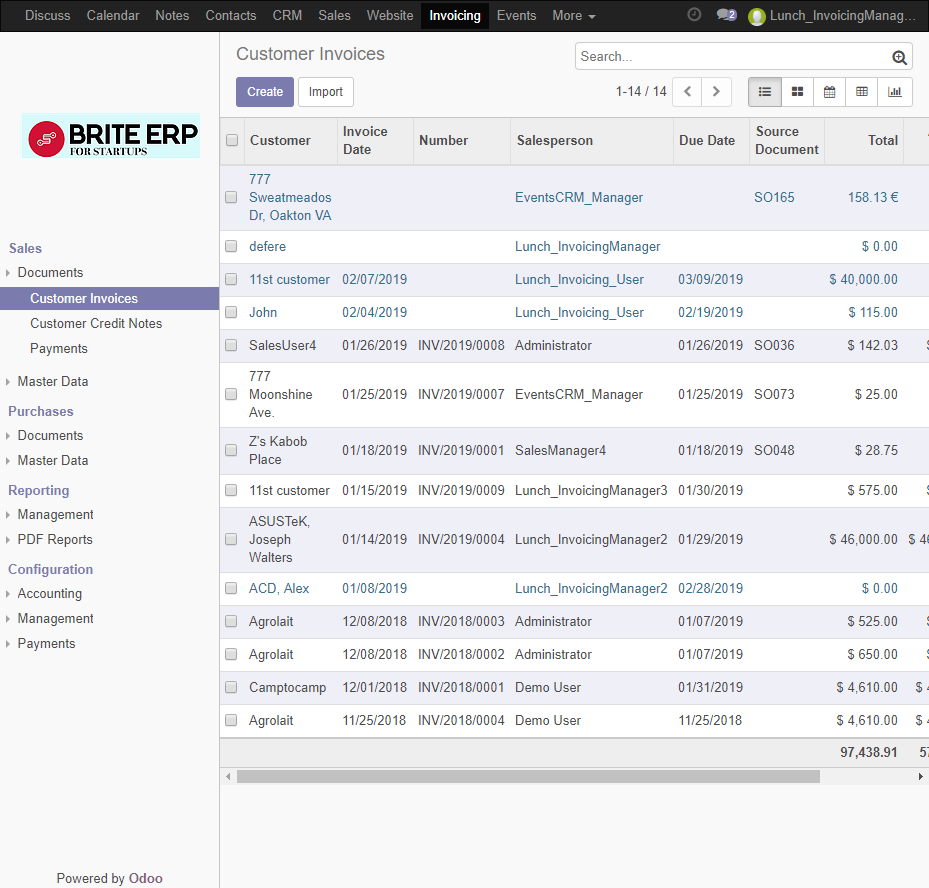 Discuss Calendar Notes Contacts CRM Sales Website Invoicing Events More 2 Lunch_InvoicingManag...
Customer Invoices
Search...
Create Import 1-14 / 14
BRITE ERP
FOR STARTUPS
Sales
Documents
Customer Invoices
Customer Credit Notes
Payments
Master Data
Purchases
Documents
Master Data
Reporting
Management
PDF Reports
Configuration
Accounting
Management
Payments
Powered by Odoo
Customer Invoice Date Number Salesperson Due Date Source Document Total
777 Sweatmeados Dr, Oakton VA EventsCRM_Manager SO165 158.13 €
defere Lunch_InvoicingManager $ 0.00
11st customer 02/07/2019 Lunch_Invoicing_User 03/09/2019 $ 40,000.00
John 02/04/2019 Lunch_Invoicing_User 02/19/2019 $ 115.00
SalesUser4 01/26/2019 INV/2019/0008 Administrator 01/26/2019 SO036 $ 142.03
777 Moonshine Ave. 01/25/2019 INV/2019/0007 EventsCRM_Manager 01/25/2019 SO073 $ 25.00
Z's Kabob Place 01/18/2019 INV/2019/0001 SalesManager4 01/18/2019 SO048 $ 28.75
11st customer 01/15/2019 INV/2019/0009 Lunch_InvoicingManager3 01/30/2019 $ 575.00
ASUSTeK, Joseph Walters 01/14/2019 INV/2019/0004 Lunch_InvoicingManager2 01/29/2019 $ 46,000.00
ACD, Alex 01/08/2019 Lunch_InvoicingManager2 02/28/2019 $ 0.00
Agrolait 12/08/2018 INV/2018/0003 Administrator 01/07/2019 $ 525.00
Agrolait 12/08/2018 INV/2018/0002 Administrator 01/07/2019 $ 650.00
Camptocamp 12/01/2018 INV/2018/0001 Demo User 01/31/2019 $ 4,610.00
Agrolait 11/25/2018 INV/2018/0004 Demo User 11/25/2018 $ 4,610.00
97,438.91